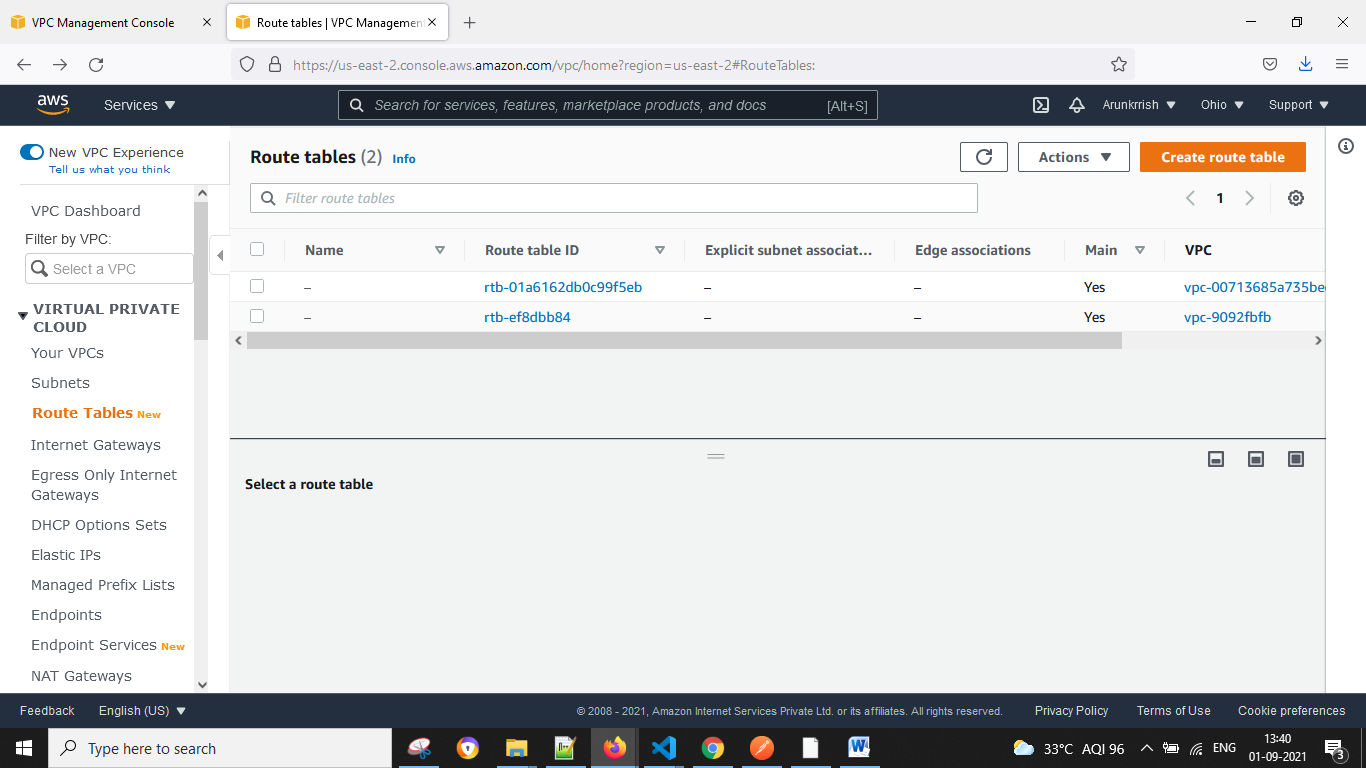 VPC Management Console
Route tables | VPC Management
https://us-east-2.console.aws.amazon.com/vpc/home?region=us-east-2#RouteTables:
aws
Services
Search for services, features, marketplace products, and docs
[Alt+S]
Arunkrrish
Ohio
Support
New VPC Experience
Tell us what you think
VPC Dashboard
Filter by VPC:
Select a VPC
VIRTUAL PRIVATE
CLOUD
Your VPCs
Subnets
Route Tables New
Internet Gateways
Egress Only Internet
Gateways
DHCP Options Sets
Elastic IPs
Managed Prefix Lists
Endpoints
Endpoint Services New
NAT Gateways
Route tables (2) Info
Actions
Create route table
Filter route tables
1
Name Route table ID Explicit subnet associat... Edge associations Main VPC
– rtb-01a6162db0c99f5eb – – Yes vpc-00713685a735be
– rtb-ef8dbb84 – – Yes vpc-9092fbfb
Select a route table
Feedback English (US) © 2008 - 2021, Amazon Internet Services Private Ltd. or its affiliates. All rights reserved. Privacy Policy Terms of Use Cookie preferences
Type here to search
33°C AQI 96
ENG
13:40
01-09-2021
3